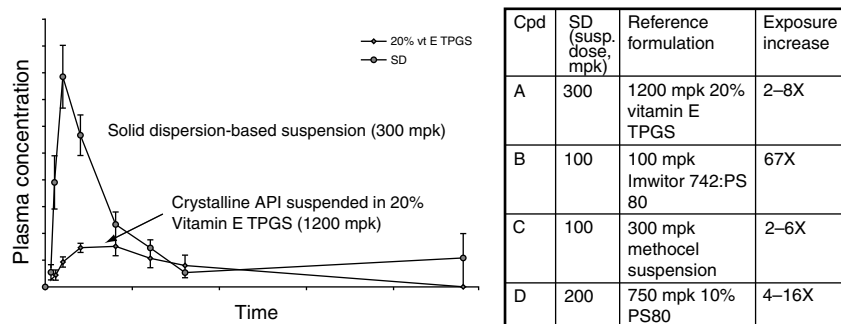 20% vt E TPGS
SD
Solid dispersion-based suspension (300 mpk)
Crystalline API suspended in 20%
Vitamin E TPGS (1200 mpk)
Plasma concentration
Time
Cpd
SD
(susp.
dose,
mpk)
Reference
formulation
Exposure
increase
A
300
1200 mpk 20%
vitamin E
TPGS
2–8X
B
100
100 mpk
Imwitor 742:PS
80
67X
C
100
300 mpk
methocel
suspension
2–6X
D
200
750 mpk 10%
PS80
4–16X